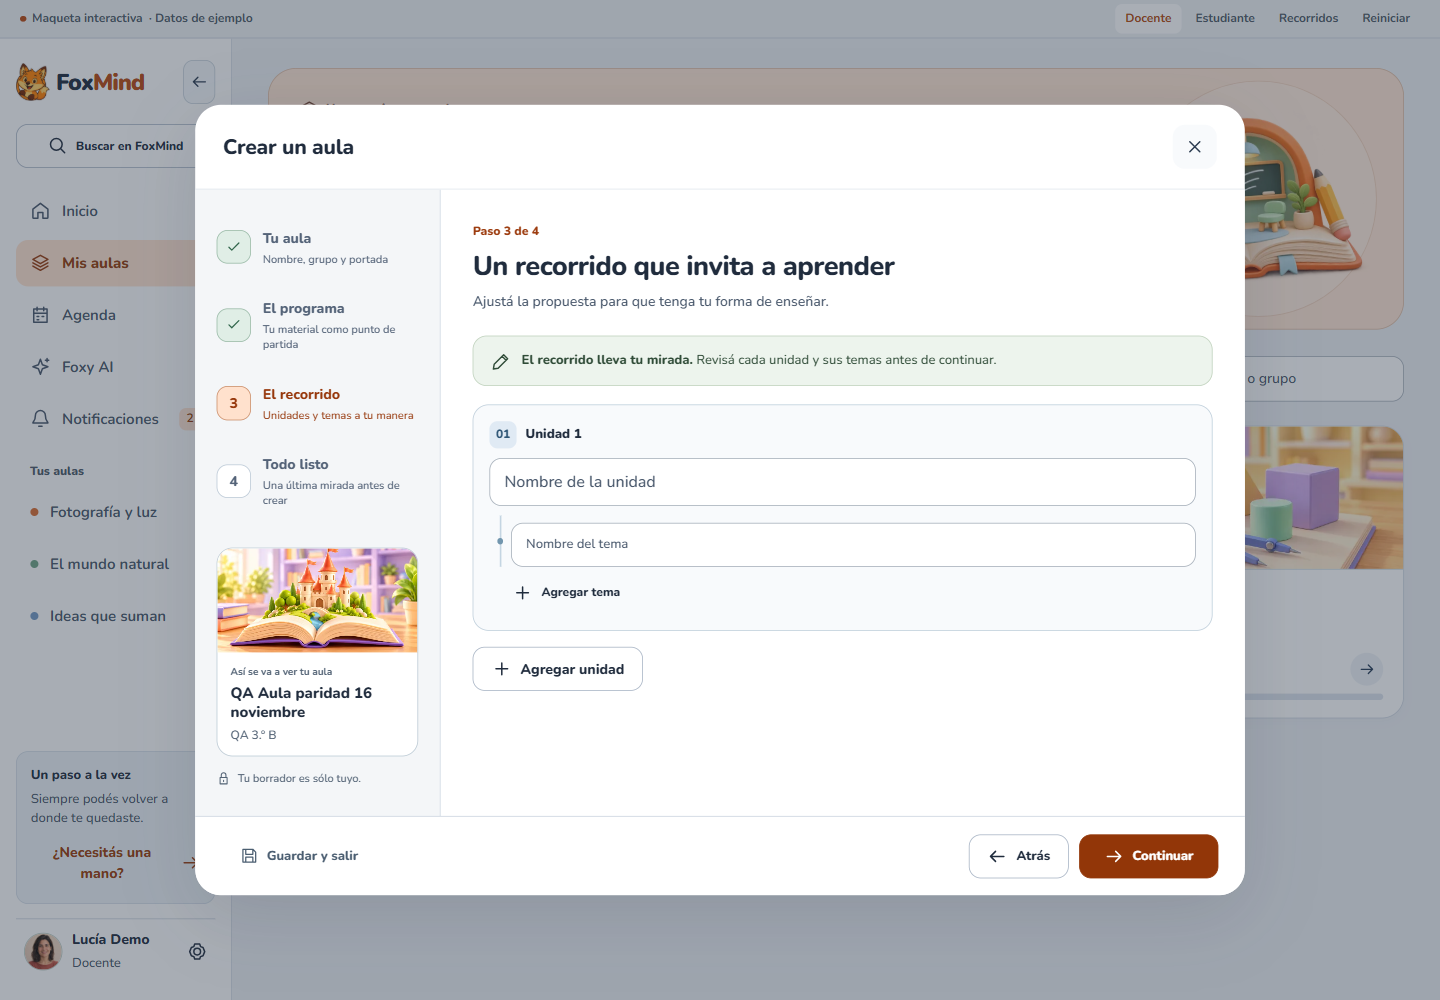 Maqueta interactiva · Datos de ejemplo
Docente
Estudiante
Recorridos
Reiniciar
FoxMind
Buscar en FoxMind
Inicio
Mis aulas
Agenda
Foxy AI
Notificaciones
2
Tus aulas
Fotografía y luz
El mundo natural
Ideas que suman
Un paso a la vez
Siempre podés volver a
donde te quedaste.
¿Necesitás una
mano?
Lucía Demo
Docente
Crear un aula
Tu aula
Nombre, grupo y portada
El programa
Tu material como punto de
partida
3
El recorrido
Unidades y temas a tu manera
4
Todo listo
Una última mirada antes de
crear
Así se va a ver tu aula
QA Aula paridad 16
noviembre
QA 3.° B
Tu borrador es sólo tuyo.
Paso 3 de 4
Un recorrido que invita a aprender
Ajustá la propuesta para que tenga tu forma de enseñar.
El recorrido lleva tu mirada. Revisá cada unidad y sus temas antes de continuar.
01 Unidad 1
Nombre de la unidad
Nombre del tema
Agregar tema
Agregar unidad
Guardar y salir
Atrás
Continuar
o grupo